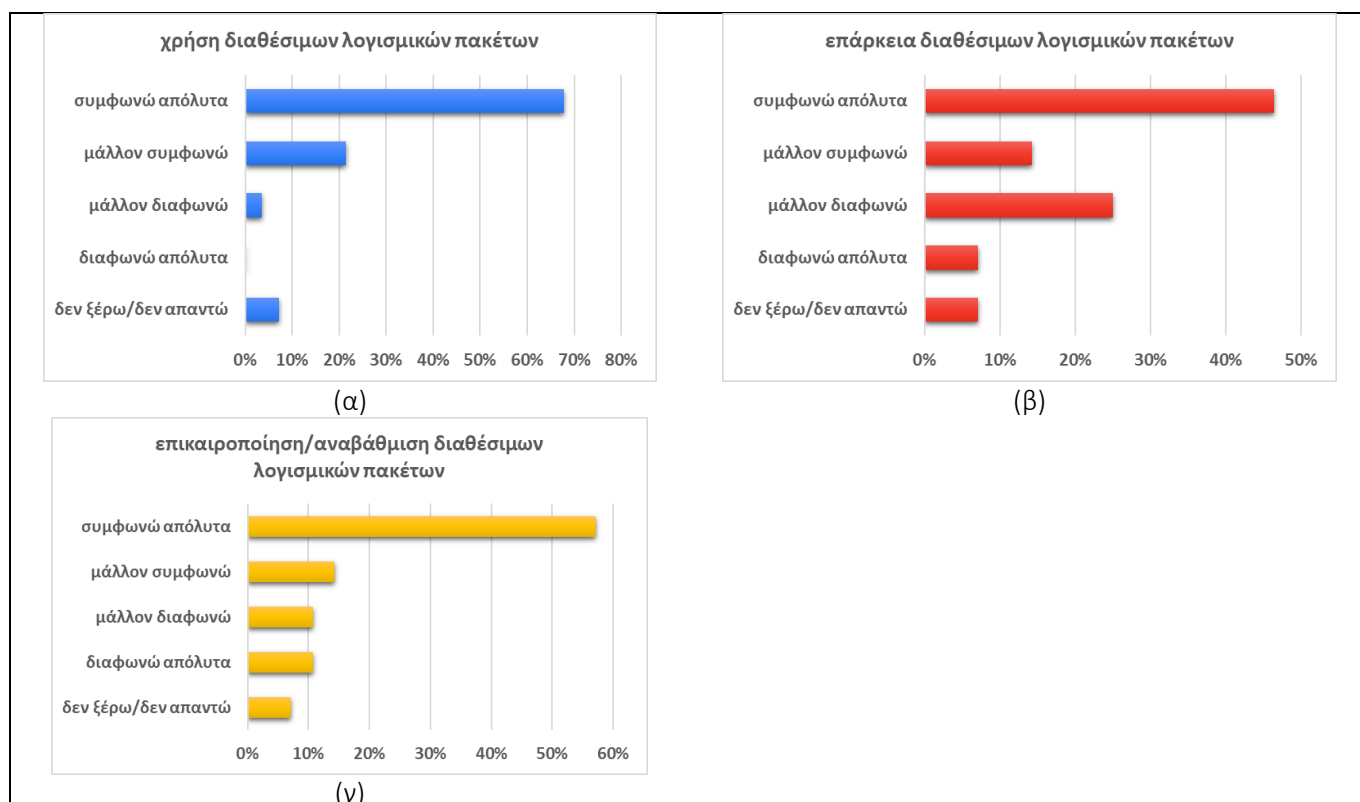 χρήση διαθέσιμων λογισμικών πακέτων
συμφωνώ απόλυτα
μάλλον συμφωνώ
μάλλον διαφωνώ
διαφωνώ απόλυτα
δεν ξέρω/δεν απαντώ
0% 10% 20% 30% 40% 50% 60% 70% 80%
(α)
επάρκεια διαθέσιμων λογισμικών πακέτων
συμφωνώ απόλυτα
μάλλον συμφωνώ
μάλλον διαφωνώ
διαφωνώ απόλυτα
δεν ξέρω/δεν απαντώ
0% 10% 20% 30% 40% 50%
(β)
επικαιροποίηση/αναβάθμιση διαθέσιμων
λογισμικών πακέτων
συμφωνώ απόλυτα
μάλλον συμφωνώ
μάλλον διαφωνώ
διαφωνώ απόλυτα
δεν ξέρω/δεν απαντώ
0% 10% 20% 30% 40% 50% 60%
(γ)